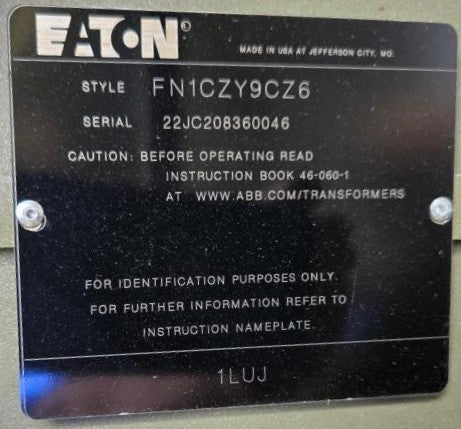 EATON®
MADE IN USA AT JEFFERSON CITY, MO.
STYLE FN1CZY9CZ6
SERIAL 22JC208360046
CAUTION: BEFORE OPERATING READ
INSTRUCTION BOOK 46-060-1
AT WWW.ABB.COM/TRANSFORMERS
FOR IDENTIFICATION PURPOSES ONLY.
FOR FURTHER INFORMATION REFER TO
INSTRUCTION NAMEPLATE.
1LUJ